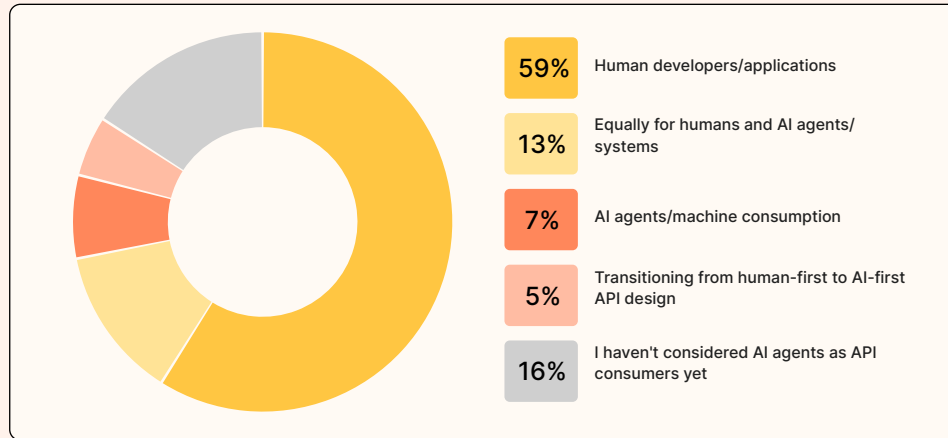 59%
Human developers/applications
13%
Equally for humans and AI agents/
systems
7%
AI agents/machine consumption
5%
Transitioning from human-first to AI-first
API design
16%
I haven't considered AI agents as API
consumers yet